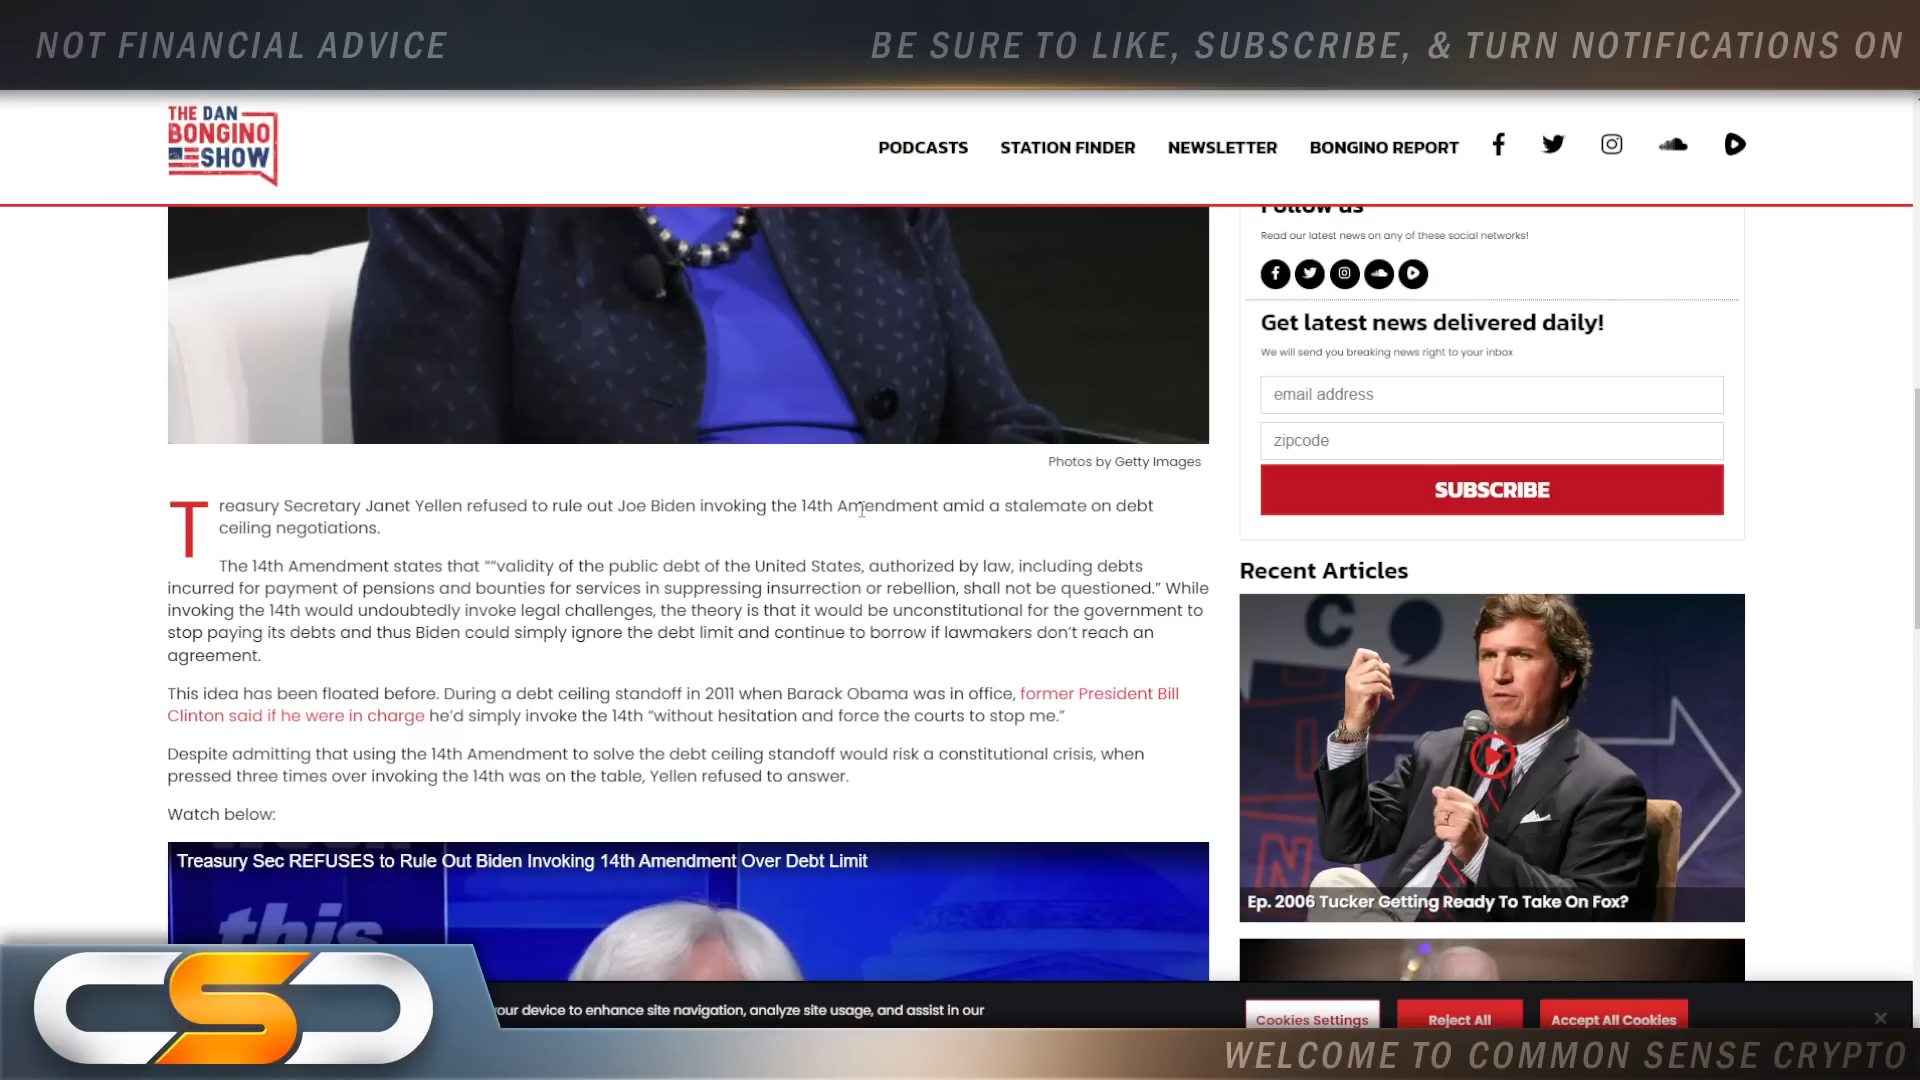 NOT FINANCIAL ADVICE
BE SURE TO LIKE, SUBSCRIBE, & TURN NOTIFICATIONS ON
THE DAN
BONGINO
SHOW
PODCASTS
STATION FINDER
NEWSLETTER
BONGINO REPORT
Follow us
Read our latest news on any of these social networks!
Get latest news delivered daily!
We will send you breaking news right to your inbox
email address
zipcode
SUBSCRIBE
Photos by Getty Images
Treasury Secretary Janet Yellen refused to rule out Joe Biden invoking the 14th Amendment amid a stalemate on debt
ceiling negotiations.
The 14th Amendment states that ““validity of the public debt of the United States, authorized by law, including debts
incurred for payment of pensions and bounties for services in suppressing insurrection or rebellion, shall not be questioned.” While
invoking the 14th would undoubtedly invoke legal challenges, the theory is that it would be unconstitutional for the government to
stop paying its debts and thus Biden could simply ignore the debt limit and continue to borrow if lawmakers don’t reach an
agreement.
This idea has been floated before. During a debt ceiling standoff in 2011 when Barack Obama was in office, former President Bill
Clinton said if he were in charge he’d simply invoke the 14th “without hesitation and force the courts to stop me.”
Despite admitting that using the 14th Amendment to solve the debt ceiling standoff would risk a constitutional crisis, when
pressed three times over invoking the 14th was on the table, Yellen refused to answer.
Watch below:
Treasury Sec REFUSES to Rule Out Biden Invoking 14th Amendment Over Debt Limit
this
Recent Articles
Ep. 2006 Tucker Getting Ready To Take On Fox?
CSC
your device to enhance site navigation, analyze site usage, and assist in our
Cookies Settings
Reject All
Accept All Cookies
WELCOME TO COMMON SENSE CRYPTO